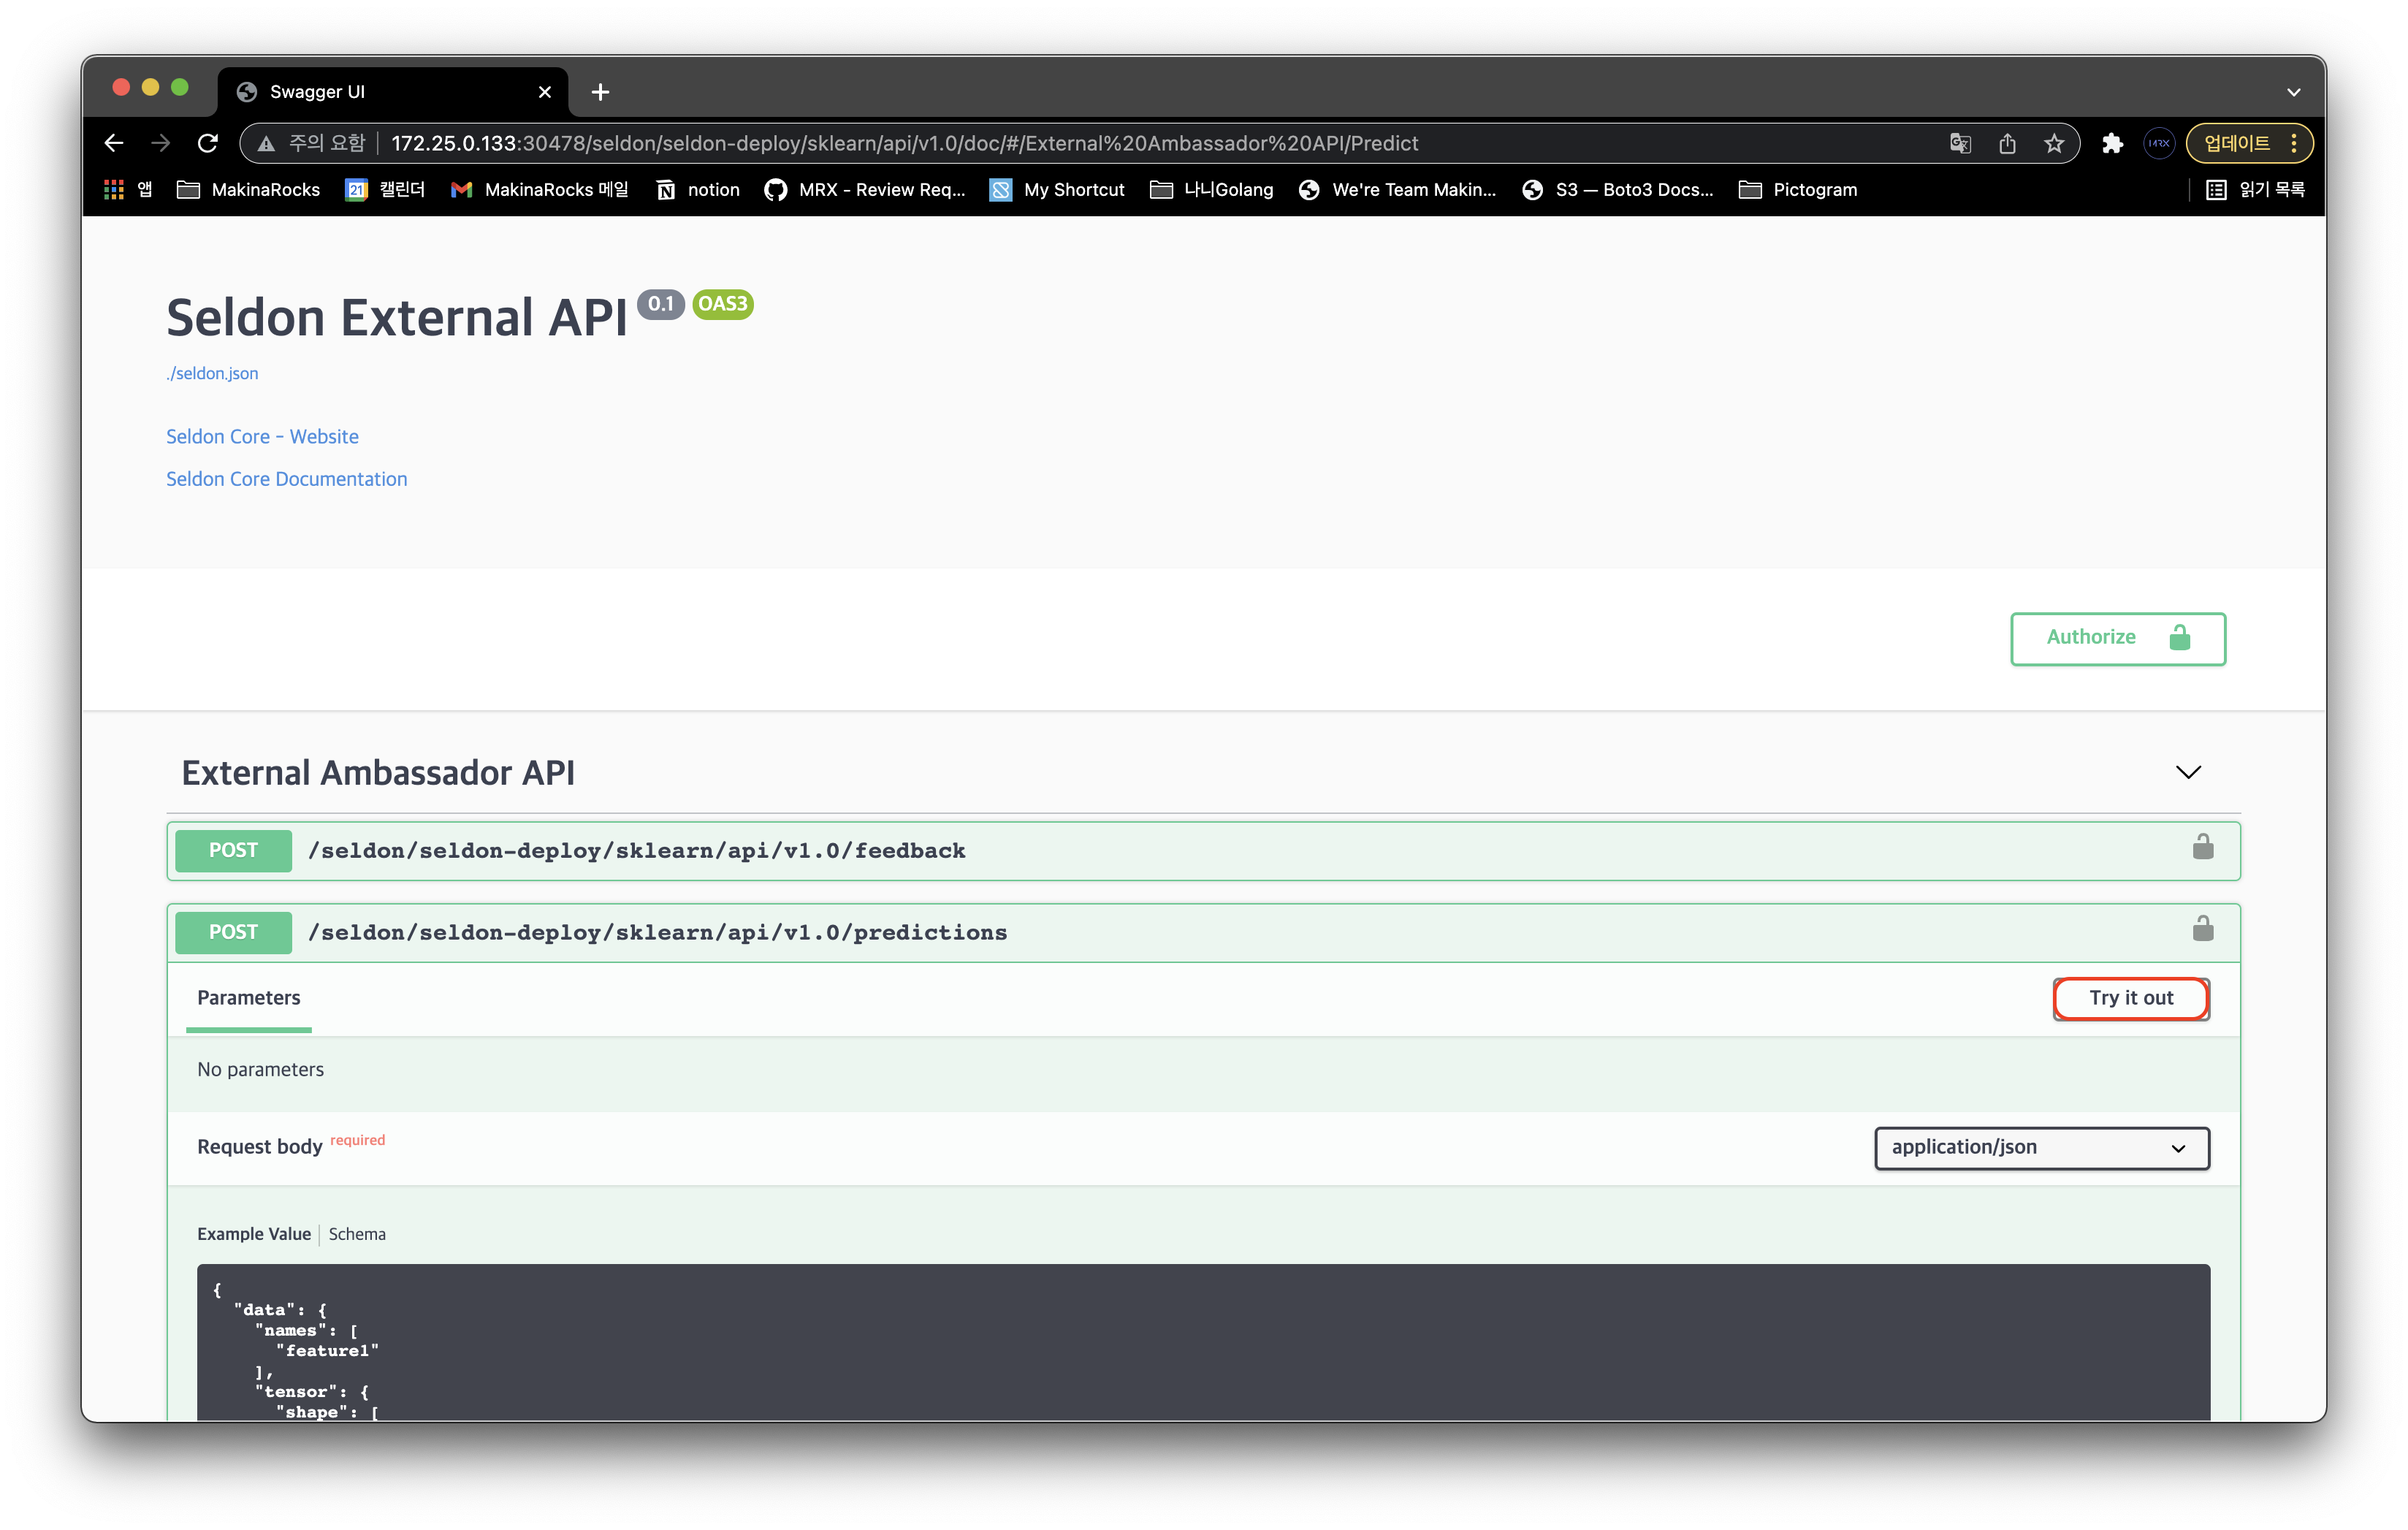 Swagger UI
주의 요함 172.25.0.133:30478/seldon/seldon-deploy/sklearn/api/v1.0/doc/#/External%20Ambassador%20API/Predict MRX 업데이트
앱 MakinaRocks 21 캘린더 MakinaRocks 메일 notion MRX - Review Req... My Shortcut 나니Golang We're Team Makin... S3 — Boto3 Docs... Pictogram 읽기 목록
Seldon External API 0.1 OAS3
./seldon.json
Seldon Core - Website
Seldon Core Documentation
Authorize
External Ambassador API
POST /seldon/seldon-deploy/sklearn/api/v1.0/feedback
POST /seldon/seldon-deploy/sklearn/api/v1.0/predictions
Parameters Try it out
No parameters
Request body required application/json
Example Value Schema
{
"data": {
"names": [
"feature1"
],
"tensor": {
"shape": [